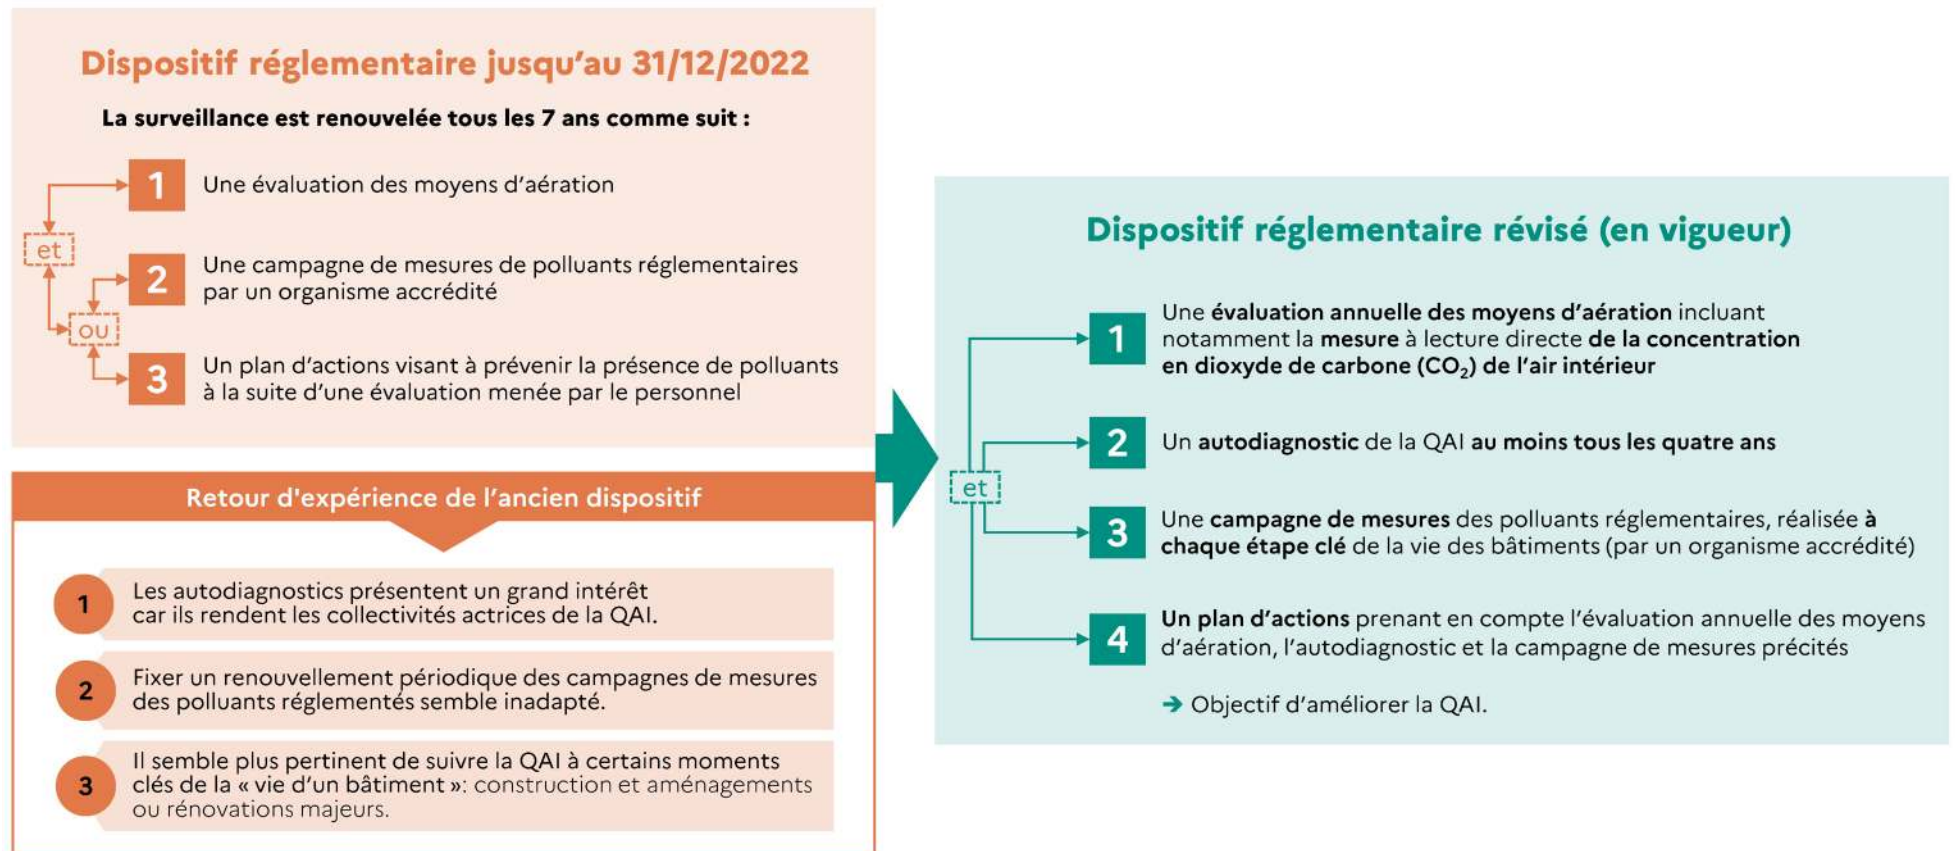 Dispositif réglementaire jusqu'au 31/12/2022
La surveillance est renouvelée tous les 7 ans comme suit :
1 Une évaluation des moyens d'aération
et
2 Une campagne de mesures de polluants réglementaires
par un organisme accrédité
ou
3 Un plan d'actions visant à prévenir la présence de polluants
à la suite d'une évaluation menée par le personnel
Retour d'expérience de l'ancien dispositif
1 Les autodiagnostics présentent un grand intérêt
car ils rendent les collectivités actrices de la QAI.
2 Fixer un renouvellement périodique des campagnes de mesures
des polluants réglementés semble inadapté.
3 Il semble plus pertinent de suivre la QAI à certains moments
clés de la « vie d'un bâtiment »: construction et aménagements
ou rénovations majeurs.
Dispositif réglementaire révisé (en vigueur)
1 Une évaluation annuelle des moyens d'aération incluant
notamment la mesure à lecture directe de la concentration
en dioxyde de carbone (CO₂) de l'air intérieur
2 Un autodiagnostic de la QAI au moins tous les quatre ans
et
3 Une campagne de mesures des polluants réglementaires, réalisée à
chaque étape clé de la vie des bâtiments (par un organisme accrédité)
4 Un plan d'actions prenant en compte l'évaluation annuelle des moyens
d'aération, l'autodiagnostic et la campagne de mesures précités
→ Objectif d'améliorer la QAI.